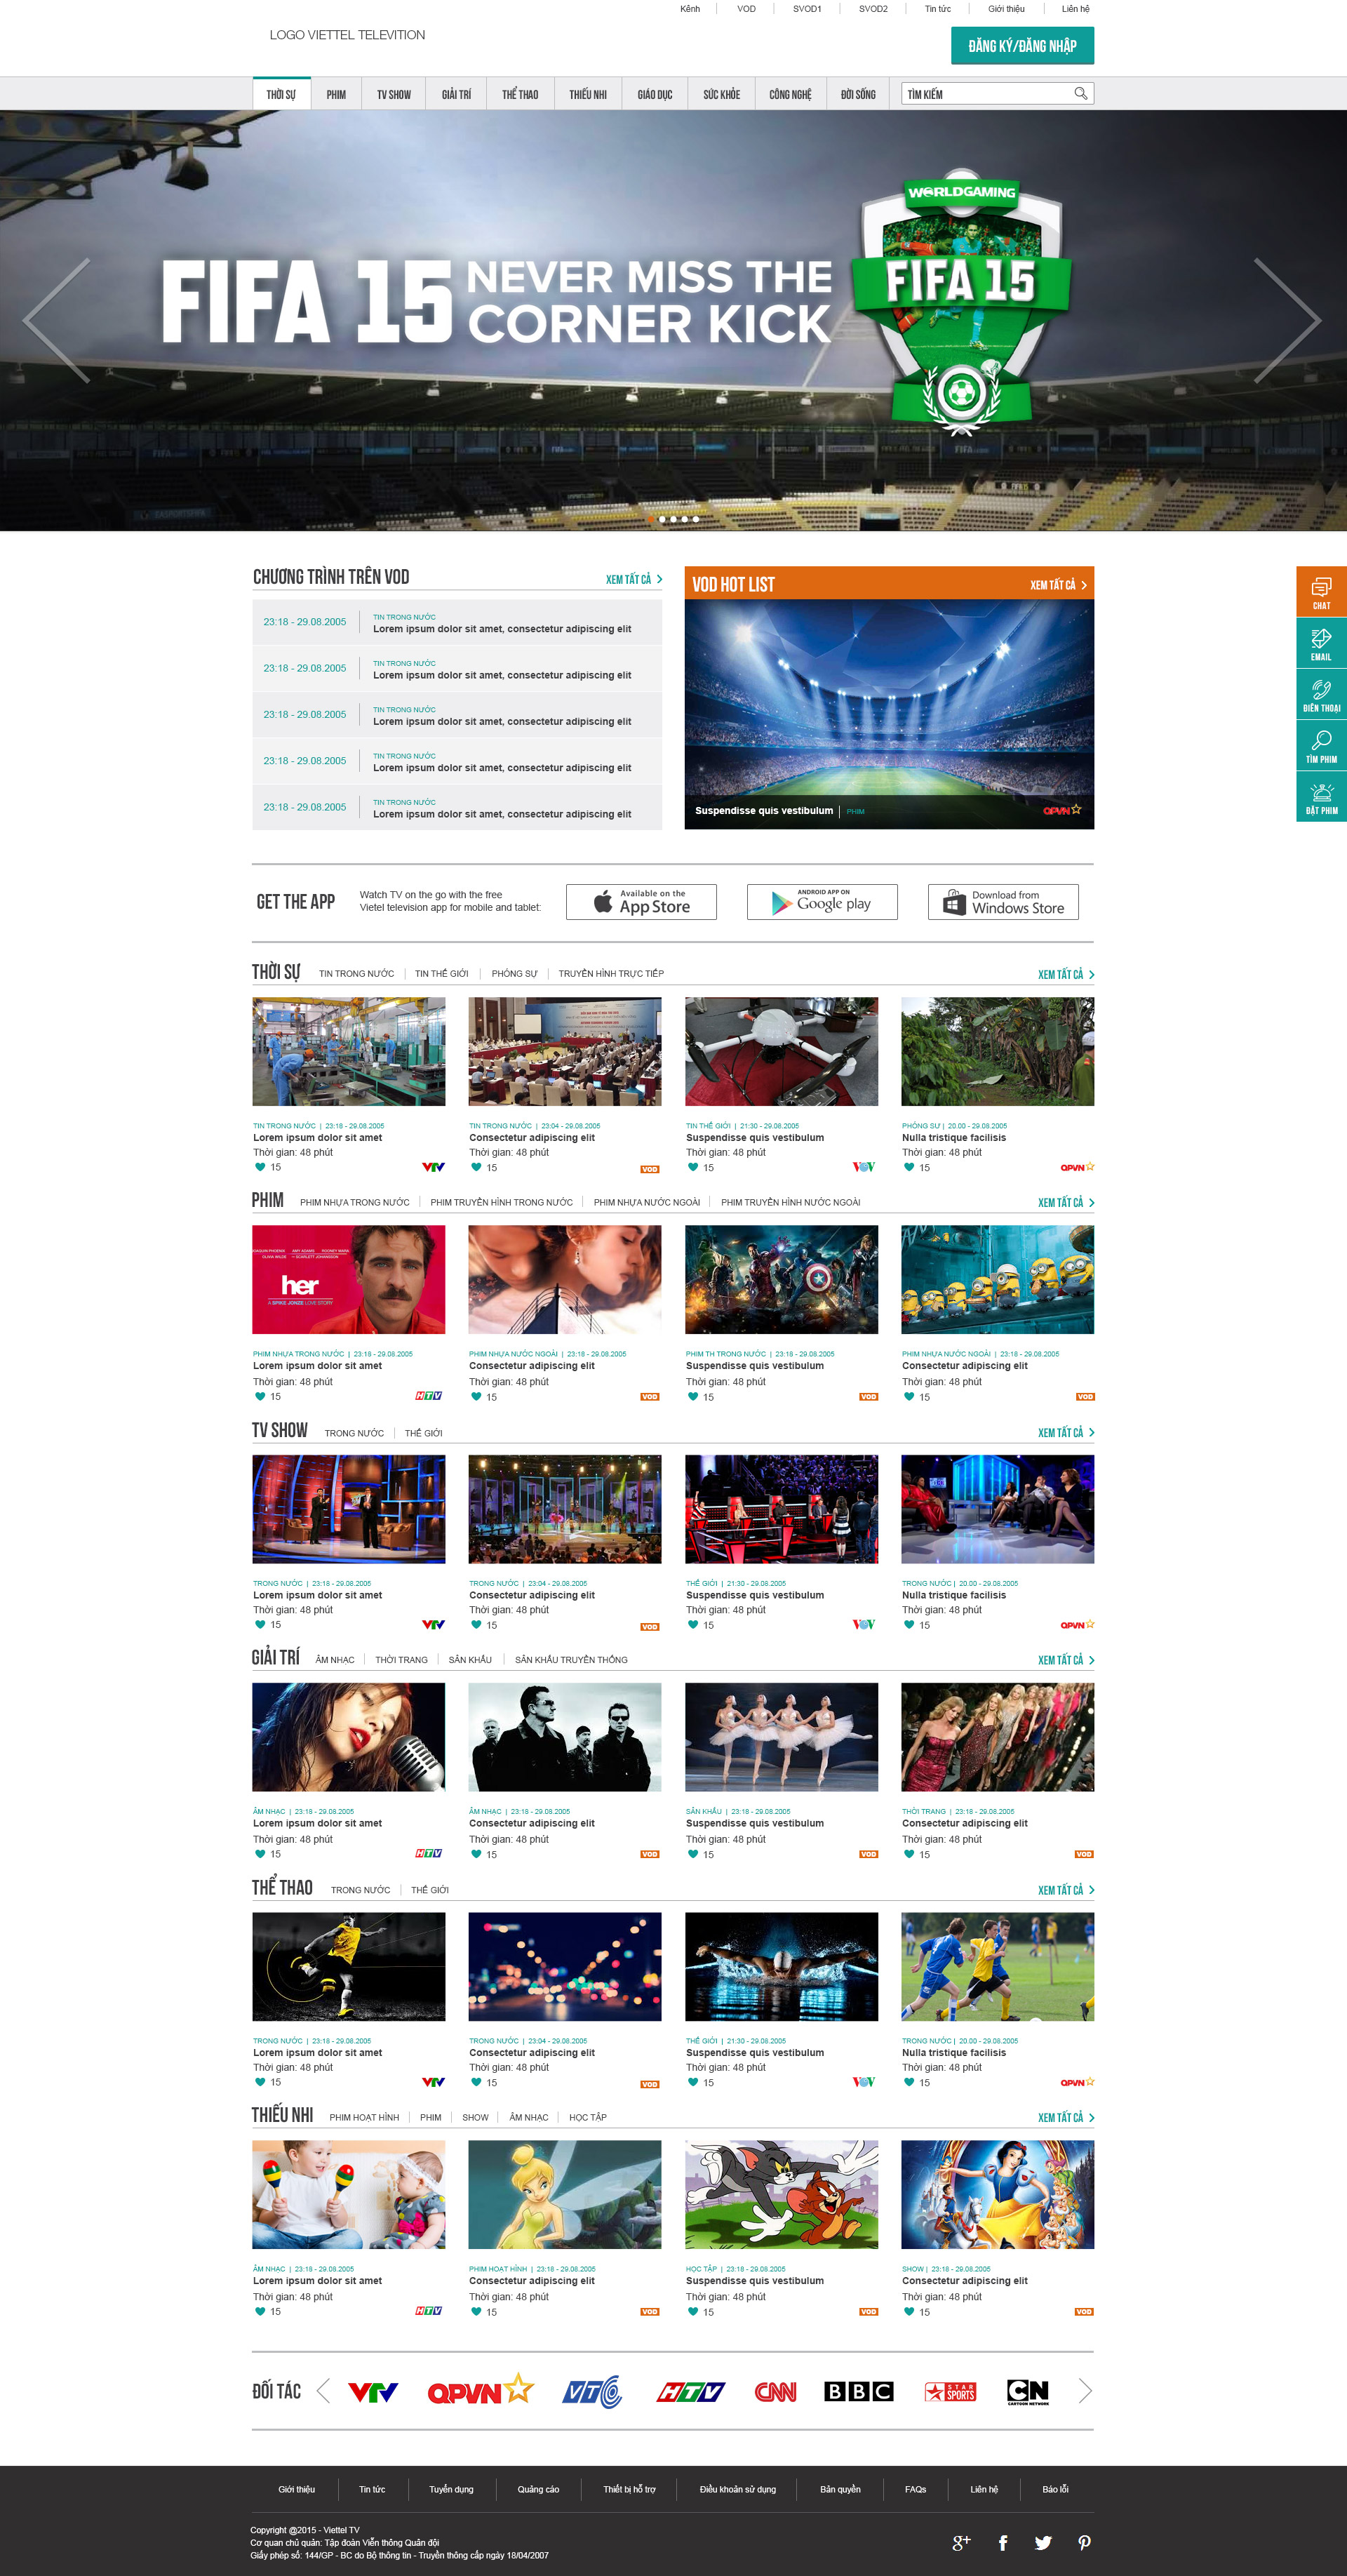 Kênh VOD SVOD1 SVOD2 Tin tức Giới thiệu Liên hệ
LOGO VIETTEL TELEVITION
ĐĂNG KÝ/ĐĂNG NHẬP
THỜI SỰ PHIM TV SHOW GIẢI TRÍ THỂ THAO THIẾU NHI GIÁO DỤC SỨC KHỎE CÔNG NGHỆ ĐỜI SỐNG TÌM KIẾM
WORLDGAMING
FIFA 15
FIFA 15 NEVER MISS THE
CORNER KICK
CHƯƠNG TRÌNH TRÊN VOD XEM TẤT CẢ
23:18 - 29.08.2005
TIN TRONG NƯỚC
Lorem ipsum dolor sit amet, consectetur adipiscing elit
23:18 - 29.08.2005
TIN TRONG NƯỚC
Lorem ipsum dolor sit amet, consectetur adipiscing elit
23:18 - 29.08.2005
TIN TRONG NƯỚC
Lorem ipsum dolor sit amet, consectetur adipiscing elit
23:18 - 29.08.2005
TIN TRONG NƯỚC
Lorem ipsum dolor sit amet, consectetur adipiscing elit
23:18 - 29.08.2005
TIN TRONG NƯỚC
Lorem ipsum dolor sit amet, consectetur adipiscing elit
VOD HOT LIST XEM TẤT CẢ
Suspendisse quis vestibulum PHIM QPVN
CHAT
EMAIL
ĐIỆN THOẠI
TÌM PHIM
ĐẶT PHIM
GET THE APP
Watch TV on the go with the free
Viettel television app for mobile and tablet:
Available on the
App Store
ANDROID APP ON
Google play
Download from
Windows Store
THỜI SỰ TIN TRONG NƯỚC TIN THẾ GIỚI PHÓNG SỰ TRUYỀN HÌNH TRỰC TIẾP XEM TẤT CẢ
TIN TRONG NƯỚC | 23:18 - 29.08.2005
Lorem ipsum dolor sit amet
Thời gian: 48 phút
15 VTV
TIN TRONG NƯỚC | 23:04 - 29.08.2005
Consectetur adipiscing elit
Thời gian: 48 phút
15 VOD
TIN THẾ GIỚI | 21:30 - 29.08.2005
Suspendisse quis vestibulum
Thời gian: 48 phút
15 VOV
PHÓNG SỰ | 20.00 - 29.08.2005
Nulla tristique facilisis
Thời gian: 48 phút
15 QPVN
PHIM PHIM NHỰA TRONG NƯỚC PHIM TRUYỀN HÌNH TRONG NƯỚC PHIM NHỰA NƯỚC NGOÀI PHIM TRUYỀN HÌNH NƯỚC NGOÀI XEM TẤT CẢ
JOAQUIN PHOENIX AMY ADAMS ROONEY MARA
OLIVIA WILDE AND SCARLETT JOHANSSON
her
A SPIKE JONZE LOVE STORY
PHIM NHỰA TRONG NƯỚC | 23:18 - 29.08.2005
Lorem ipsum dolor sit amet
Thời gian: 48 phút
15 HTV
PHIM NHỰA NƯỚC NGOÀI | 23:18 - 29.08.2005
Consectetur adipiscing elit
Thời gian: 48 phút
15 VOD
PHIM TH TRONG NƯỚC | 23:18 - 29.08.2005
Suspendisse quis vestibulum
Thời gian: 48 phút
15 VOD
PHIM NHỰA NƯỚC NGOÀI | 23:18 - 29.08.2005
Consectetur adipiscing elit
Thời gian: 48 phút
15 VOD
TV SHOW TRONG NƯỚC THẾ GIỚI XEM TẤT CẢ
TRONG NƯỚC | 23:18 - 29.08.2005
Lorem ipsum dolor sit amet
Thời gian: 48 phút
15 VTV
TRONG NƯỚC | 23:04 - 29.08.2005
Consectetur adipiscing elit
Thời gian: 48 phút
15 VOD
THẾ GIỚI | 21:30 - 29.08.2005
Suspendisse quis vestibulum
Thời gian: 48 phút
15 VOV
TRONG NƯỚC | 20.00 - 29.08.2005
Nulla tristique facilisis
Thời gian: 48 phút
15 QPVN
GIẢI TRÍ ÂM NHẠC THỜI TRANG SÂN KHẤU SÂN KHẤU TRUYỀN THỐNG XEM TẤT CẢ
ÂM NHẠC | 23:18 - 29.08.2005
Lorem ipsum dolor sit amet
Thời gian: 48 phút
15 HTV
ÂM NHẠC | 23:18 - 29.08.2005
Consectetur adipiscing elit
Thời gian: 48 phút
15 VOD
SÂN KHẤU | 23:18 - 29.08.2005
Suspendisse quis vestibulum
Thời gian: 48 phút
15 VOD
THỜI TRANG | 23:18 - 29.08.2005
Consectetur adipiscing elit
Thời gian: 48 phút
15 VOD
THỂ THAO TRONG NƯỚC THẾ GIỚI XEM TẤT CẢ
TRONG NƯỚC | 23:18 - 29.08.2005
Lorem ipsum dolor sit amet
Thời gian: 48 phút
15 VTV
TRONG NƯỚC | 23:04 - 29.08.2005
Consectetur adipiscing elit
Thời gian: 48 phút
15 VOD
THẾ GIỚI | 21:30 - 29.08.2005
Suspendisse quis vestibulum
Thời gian: 48 phút
15 VOV
TRONG NƯỚC | 20.00 - 29.08.2005
Nulla tristique facilisis
Thời gian: 48 phút
15 QPVN
THIẾU NHI PHIM HOẠT HÌNH PHIM SHOW ÂM NHẠC HỌC TẬP XEM TẤT CẢ
ÂM NHẠC | 23:18 - 29.08.2005
Lorem ipsum dolor sit amet
Thời gian: 48 phút
15 HTV
PHIM HOẠT HÌNH | 23:18 - 29.08.2005
Consectetur adipiscing elit
Thời gian: 48 phút
15 VOD
HỌC TẬP | 23:18 - 29.08.2005
Suspendisse quis vestibulum
Thời gian: 48 phút
15 VOD
SHOW | 23:18 - 29.08.2005
Consectetur adipiscing elit
Thời gian: 48 phút
15 VOD
ĐỐI TÁC VTV QPVN VTC HTV CNN BBC STAR SPORTS CN CARTOON NETWORK
Giới thiệu Tin tức Tuyển dụng Quảng cáo Thiết bị hỗ trợ Điều khoản sử dụng Bản quyền FAQs Liên hệ Báo lỗi
Copyright @2015 - Viettel TV
Cơ quan chủ quản: Tập đoàn Viễn thông Quân đội
Giấy phép số: 144/GP - BC do Bộ thông tin - Truyền thông cấp ngày 18/04/2007